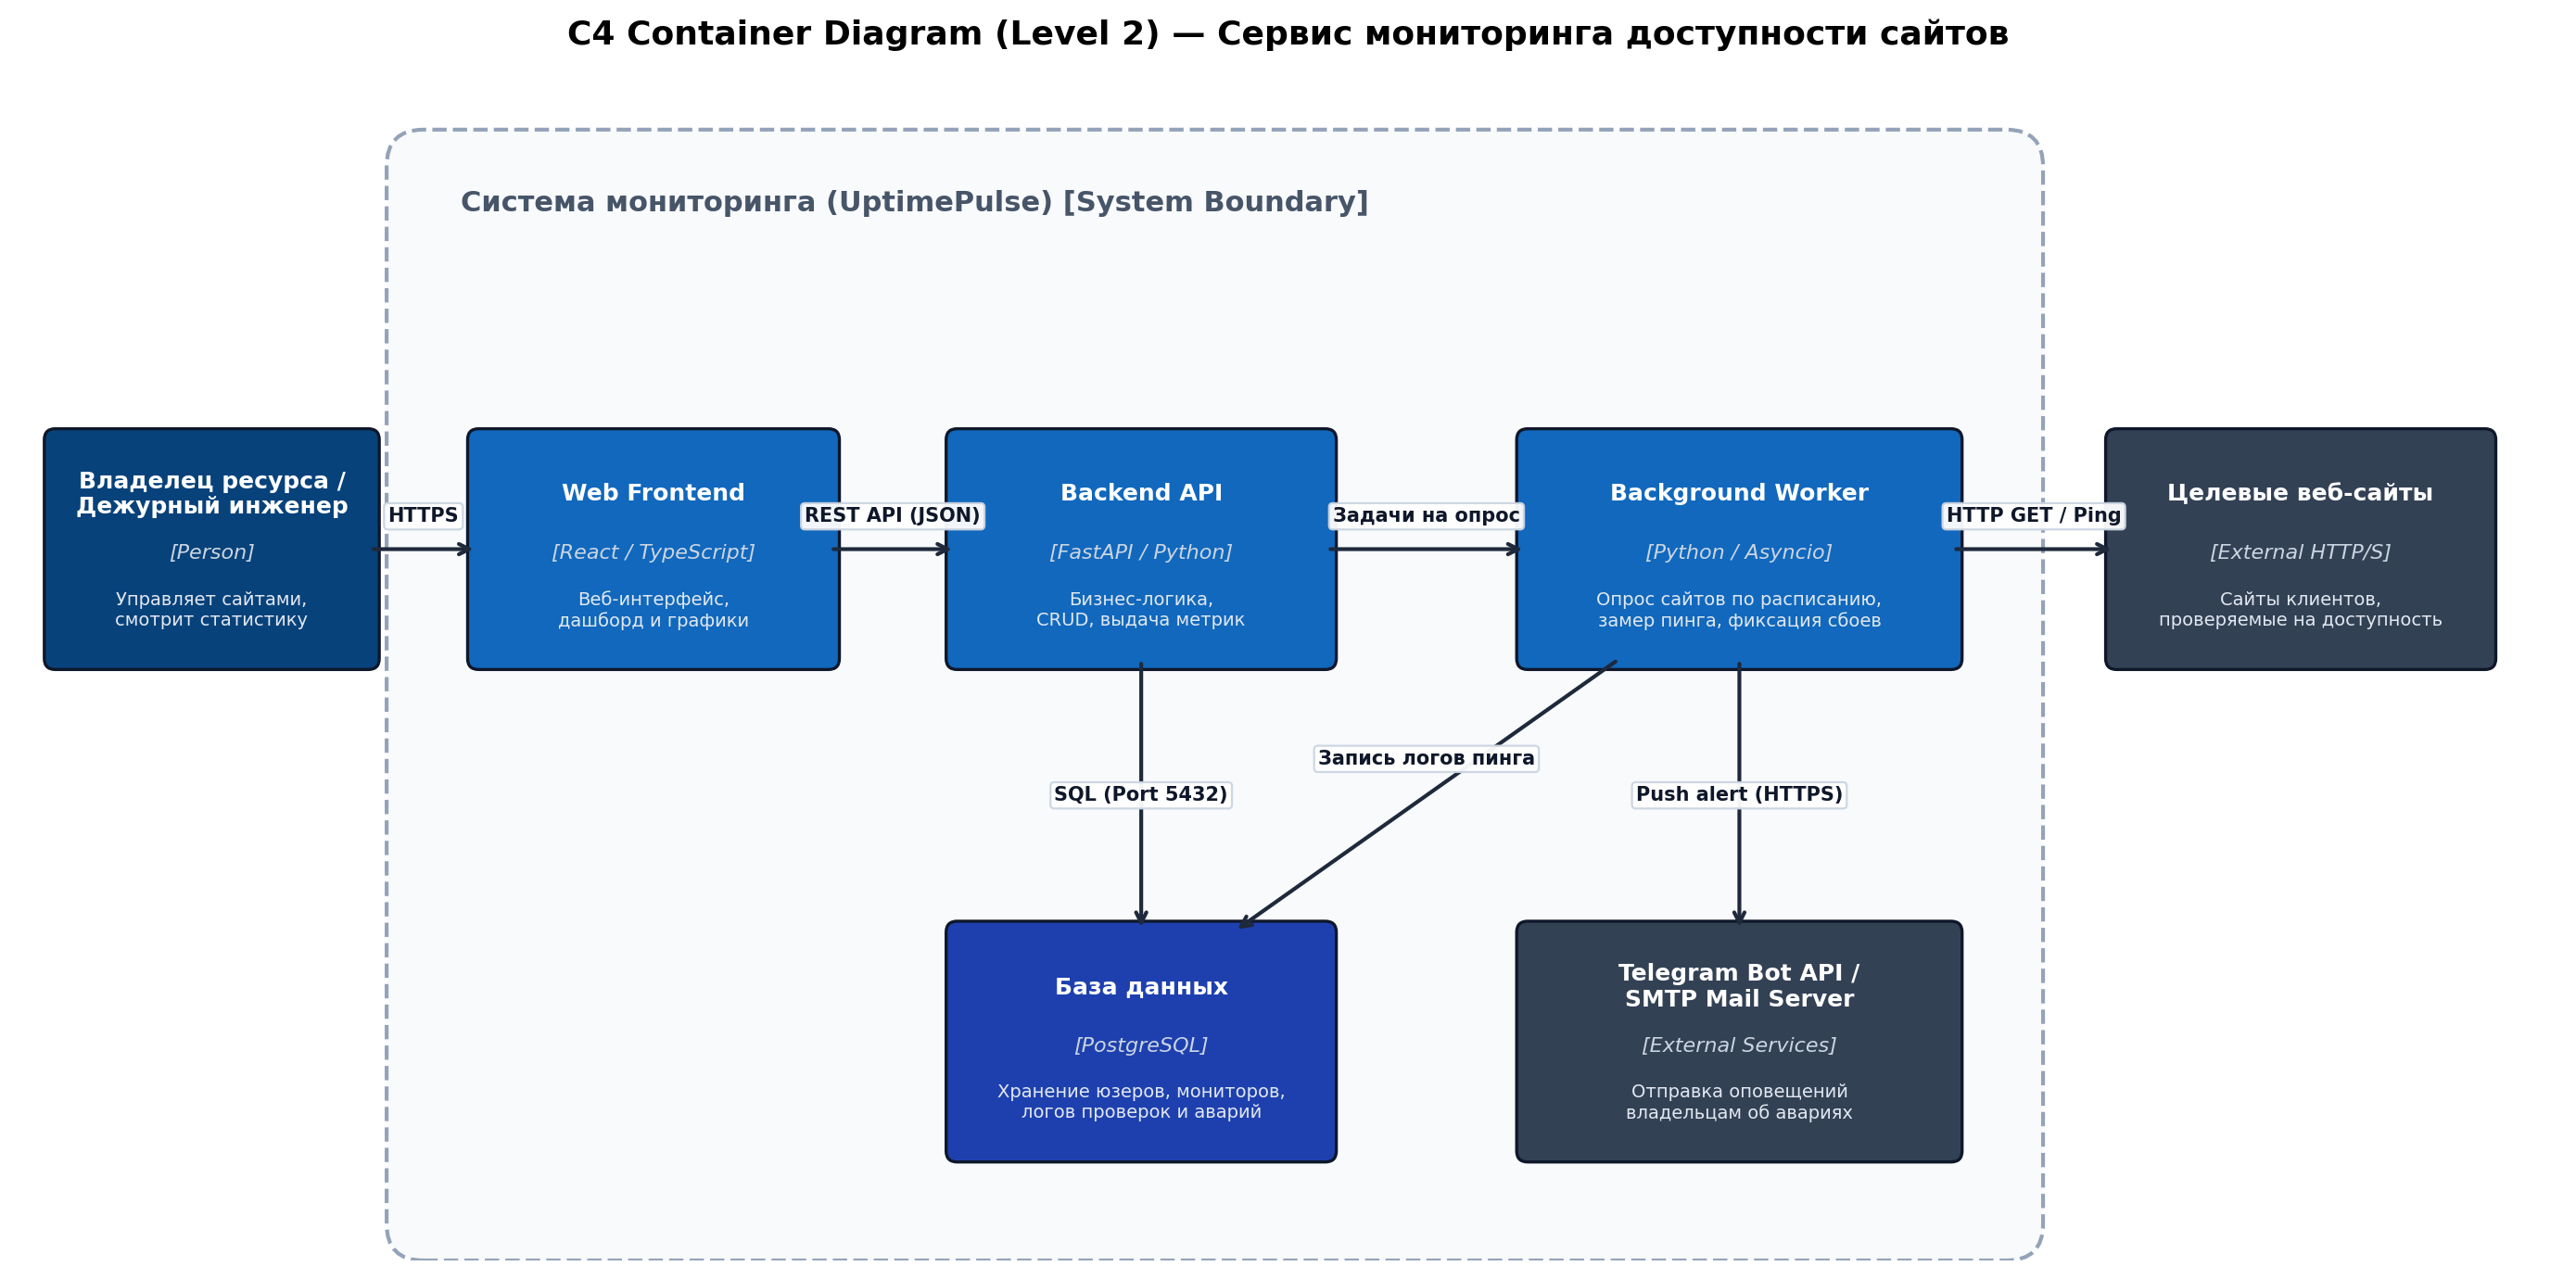 C4 Container Diagram (Level 2) — Сервис мониторинга доступности сайтов
Система мониторинга (UptimePulse) [System Boundary]
Владелец ресурса /
Дежурный инженер
[Person]
Управляет сайтами,
смотрит статистику
HTTPS
Web Frontend
[React / TypeScript]
Веб-интерфейс,
дашборд и графики
REST API (JSON)
Backend API
[FastAPI / Python]
Бизнес-логика,
CRUD, выдача метрик
Задачи на опрос
Background Worker
[Python / Asyncio]
Опрос сайтов по расписанию,
замер пинга, фиксация сбоев
HTTP GET / Ping
Целевые веб-сайты
[External HTTP/S]
Сайты клиентов,
проверяемые на доступность
Запись логов пинга
SQL (Port 5432)
Push alert (HTTPS)
База данных
[PostgreSQL]
Хранение юзеров, мониторов,
логов проверок и аварий
Telegram Bot API /
SMTP Mail Server
[External Services]
Отправка оповещений
владельцам об авариях